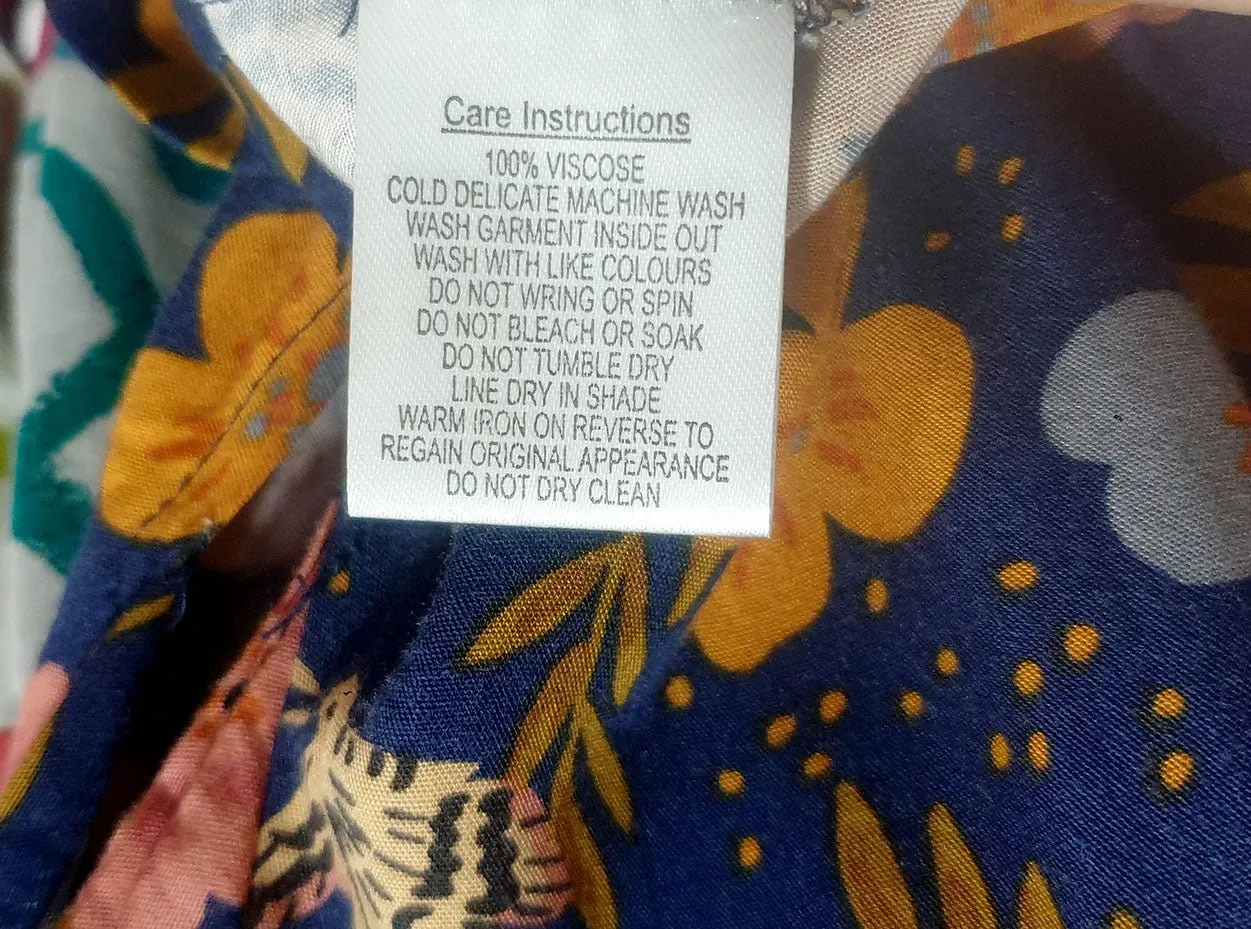 Care Instructions
100% VISCOSE
COLD DELICATE MACHINE WASH
WASH GARMENT INSIDE OUT
WASH WITH LIKE COLOURS
DO NOT WRING OR SPIN
DO NOT BLEACH OR SOAK
DO NOT TUMBLE DRY
LINE DRY IN SHADE
WARM IRON ON REVERSE TO
REGAIN ORIGINAL APPEARANCE
DO NOT DRY CLEAN